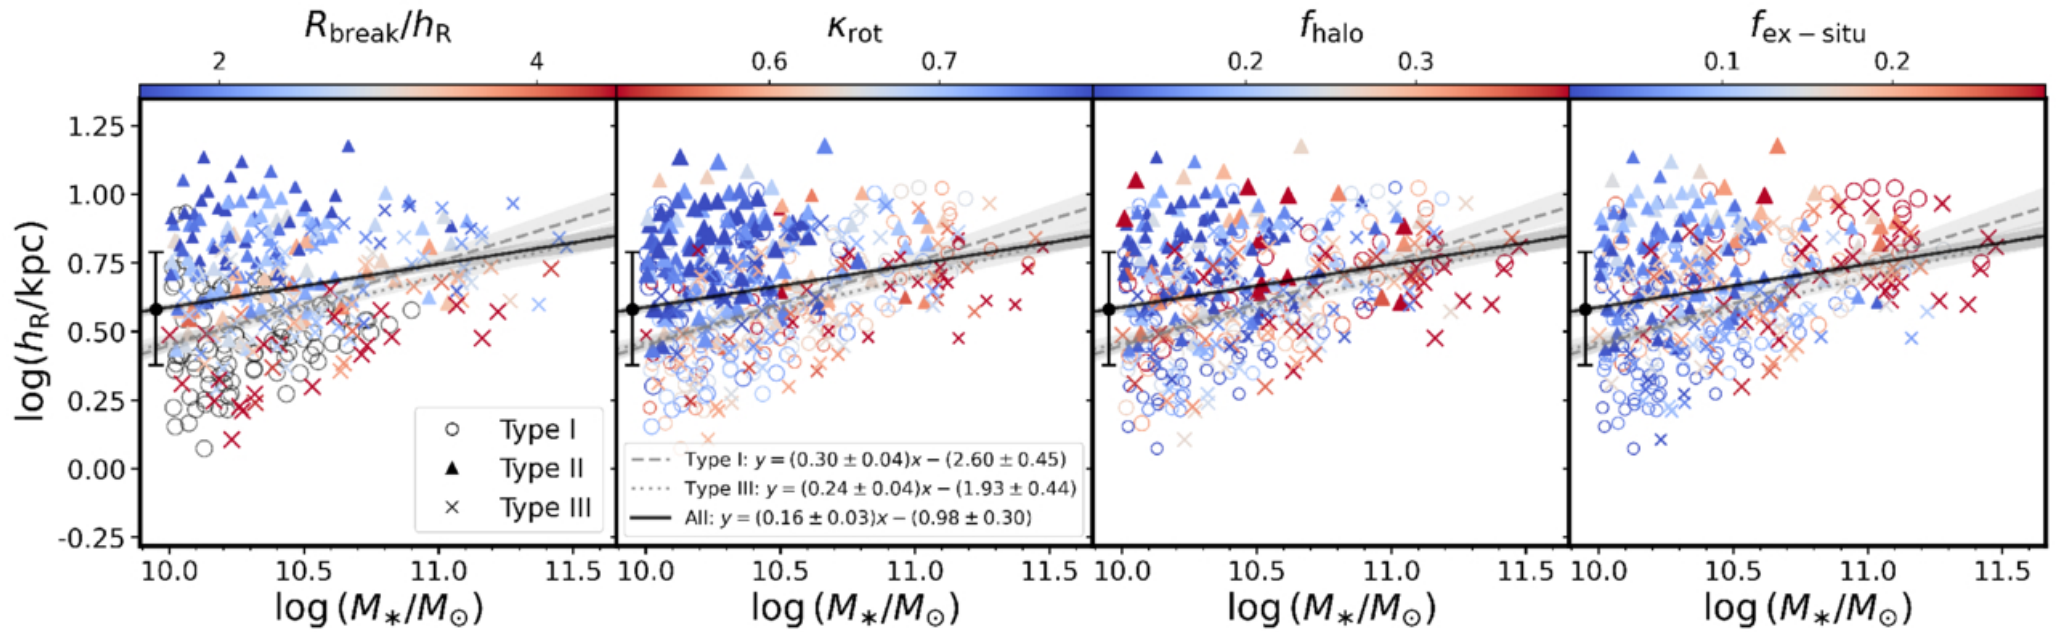 R_break/h_R κ_rot f_halo f_ex−situ
2 4 0.6 0.7 0.2 0.3 0.1 0.2
1.25
1.00
0.75
0.50
0.25
0.00
-0.25
log(h_R/kpc)
Type I
Type II
Type III
Type I: y = (0.30 ± 0.04)x − (2.60 ± 0.45)
Type III: y = (0.24 ± 0.04)x − (1.93 ± 0.44)
All: y = (0.16 ± 0.03)x − (0.98 ± 0.30)
10.0 10.5 11.0 11.5 10.0 10.5 11.0 11.5 10.0 10.5 11.0 11.5 10.0 10.5 11.0 11.5
log (M_*/M_⊙) log (M_*/M_⊙) log (M_*/M_⊙) log (M_*/M_⊙)